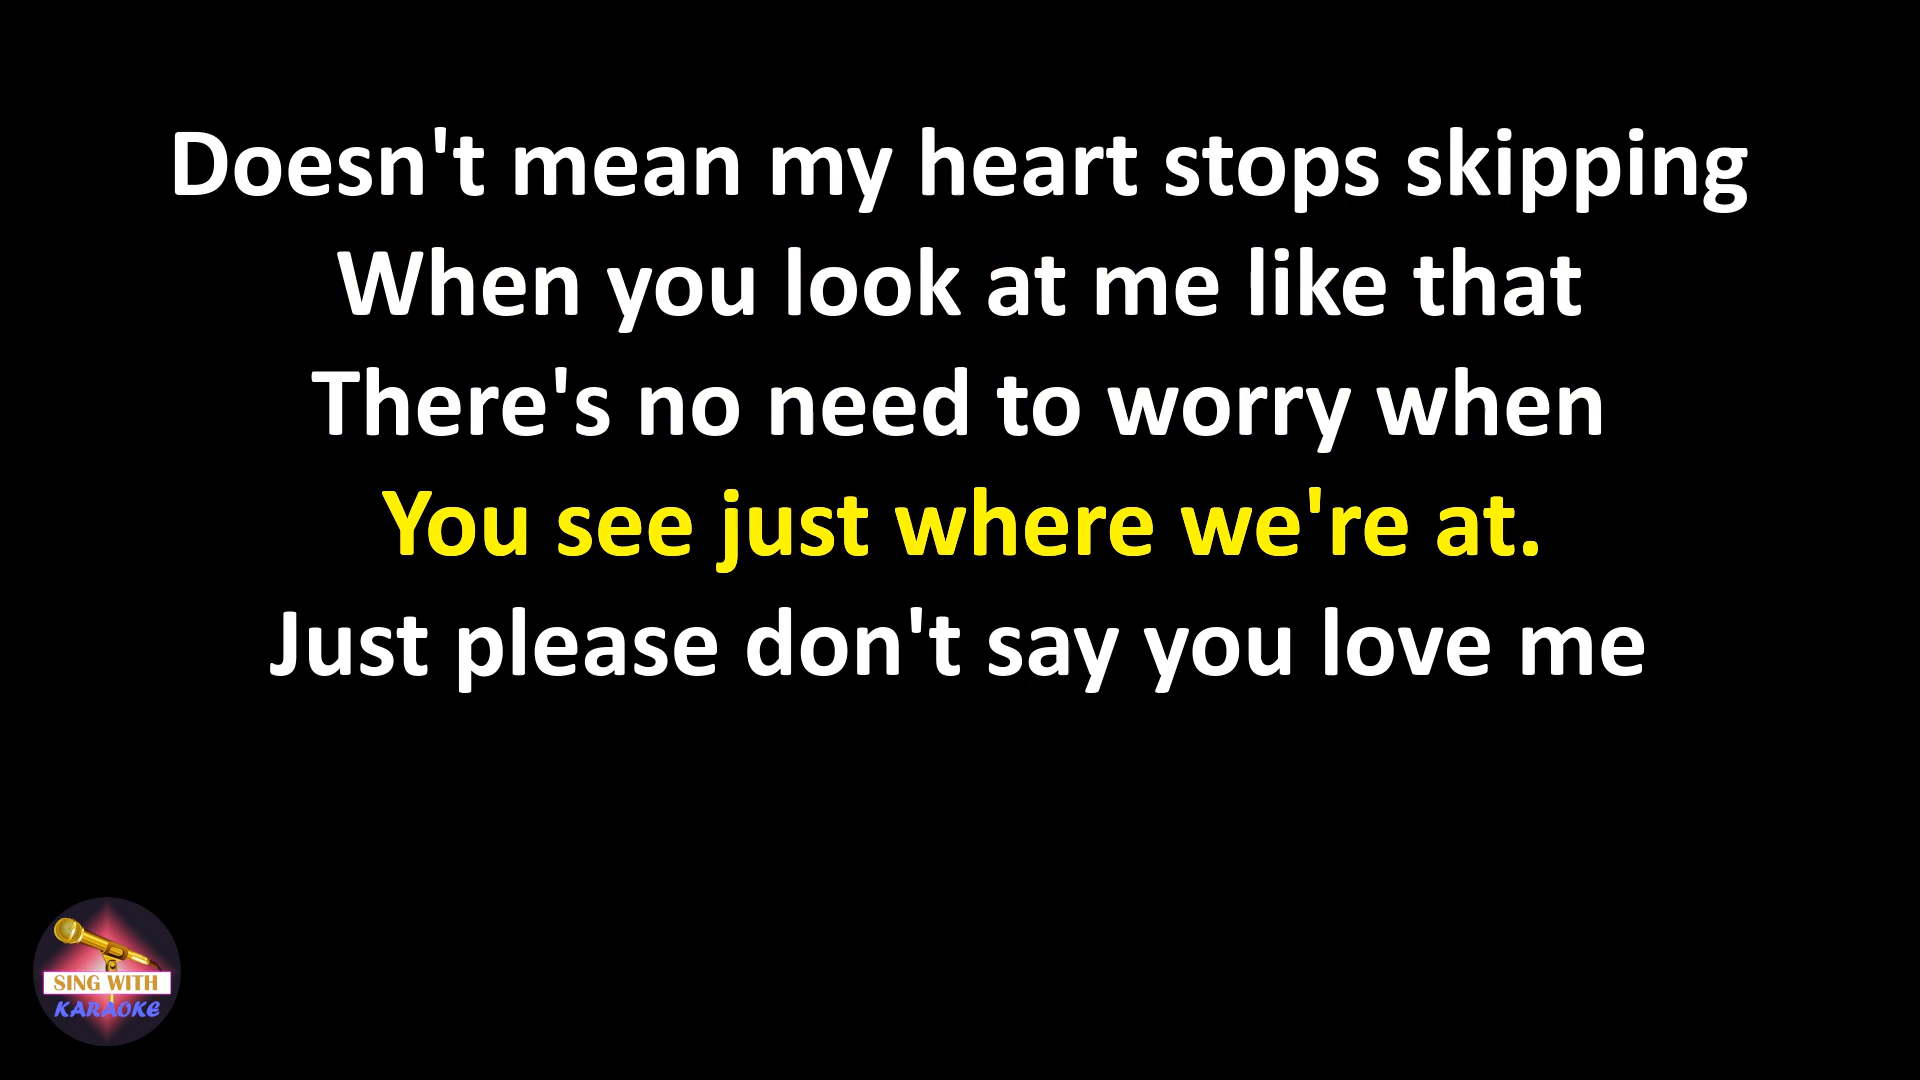 Doesn't mean my heart stops skipping
When you look at me like that
There's no need to worry when
You see just where we're at.
Just please don't say you love me
SING WITH
KARAOKE